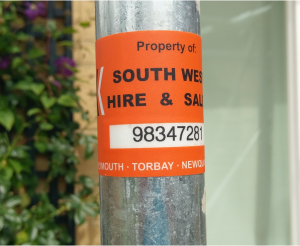 Property of:
SOUTH WES
HIRE & SAL
98347281
MOUTH - TORBAY - NEWQU